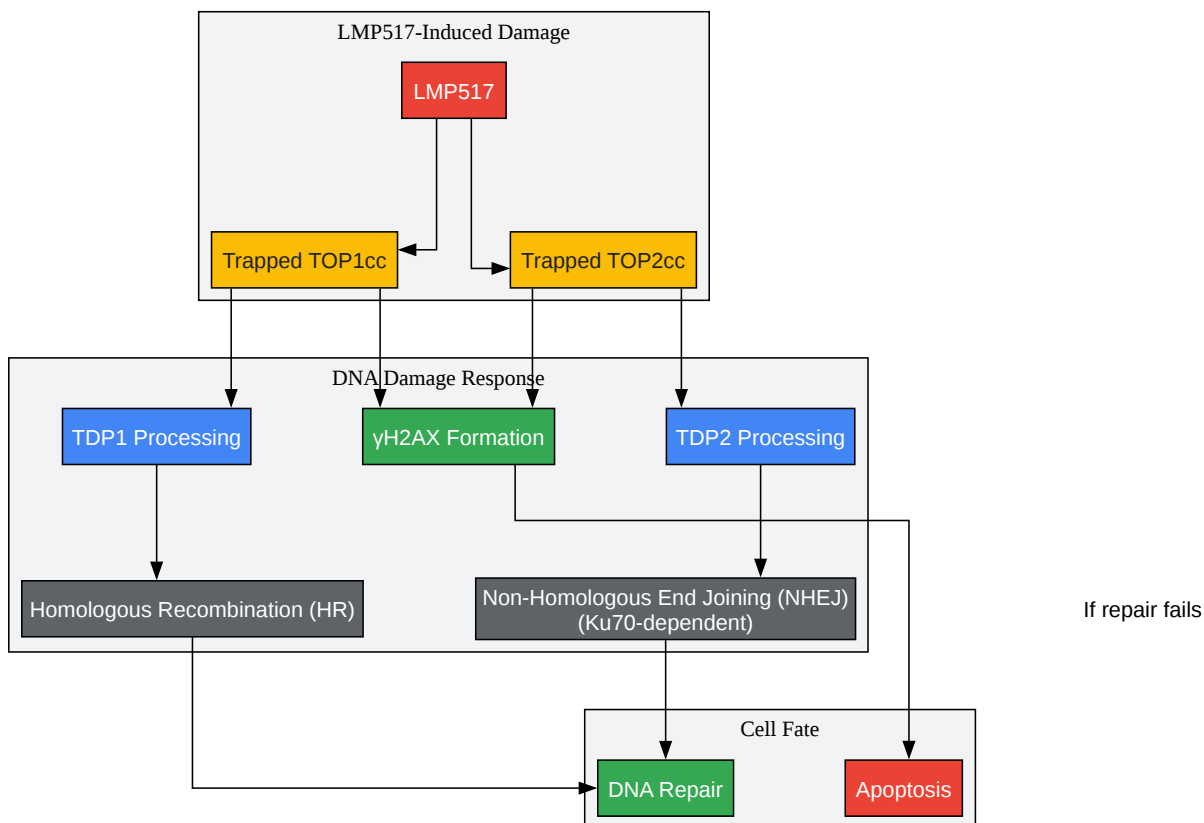 LMP517-Induced Damage
LMP517
Trapped TOP1cc
Trapped TOP2cc
DNA Damage Response
TDP1 Processing
γH2AX Formation
TDP2 Processing
Homologous Recombination (HR)
Non-Homologous End Joining (NHEJ)
(Ku70-dependent)
If repair fails
Cell Fate
DNA Repair
Apoptosis